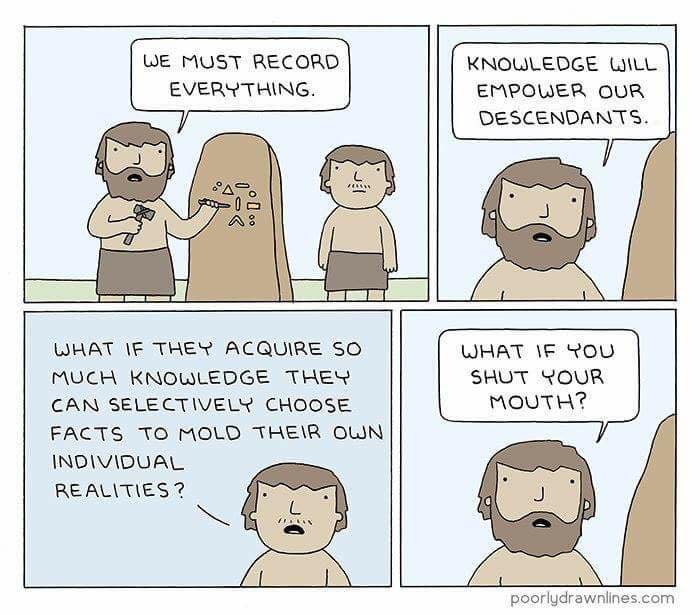 WE MUST RECORD
EVERYTHING.
KNOWLEDGE WILL
EMPOWER OUR
DESCENDANTS.
WHAT IF THEY ACQUIRE SO
MUCH KNOWLEDGE THEY
CAN SELECTIVELY CHOOSE
FACTS TO MOLD THEIR OWN
INDIVIDUAL
REALITIES?
WHAT IF YOU
SHUT YOUR
MOUTH?
poorlydrawnlines.com